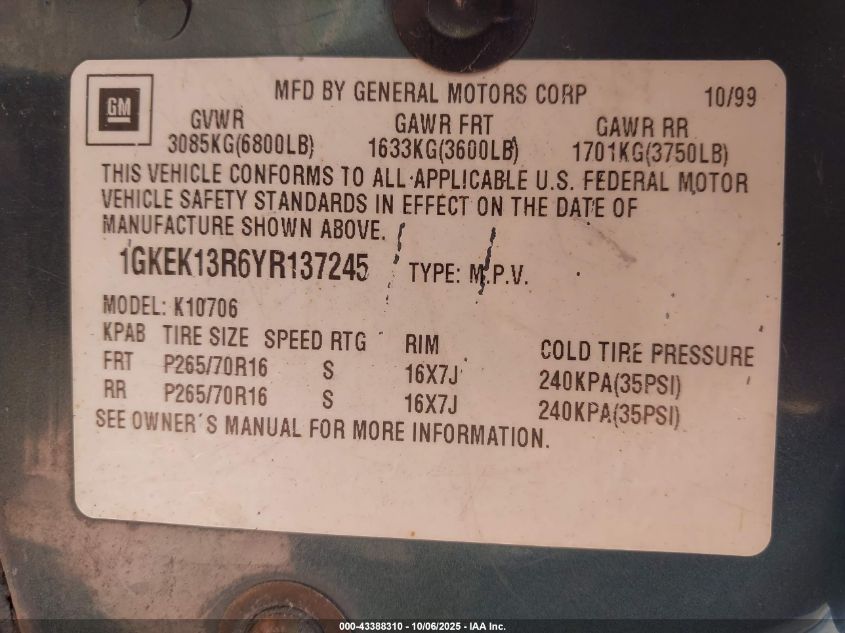 MFD BY GENERAL MOTORS CORP 10/99
GM
GVWR GAWR FRT GAWR RR
3085KG(6800LB) 1633KG(3600LB) 1701KG(3750LB)
THIS VEHICLE CONFORMS TO ALL APPLICABLE U.S. FEDERAL MOTOR
VEHICLE SAFETY STANDARDS IN EFFECT ON THE DATE OF
MANUFACTURE SHOWN ABOVE.
1GKEK13R6YR137245 TYPE: M.P.V.
MODEL: K10706
KPAB TIRE SIZE SPEED RTG RIM COLD TIRE PRESSURE
FRT P265/70R16 S 16X7J 240KPA(35PSI)
RR P265/70R16 S 16X7J 240KPA(35PSI)
SEE OWNER'S MANUAL FOR MORE INFORMATION.
000-43388310 | 10/06/2025 - IAA Inc.